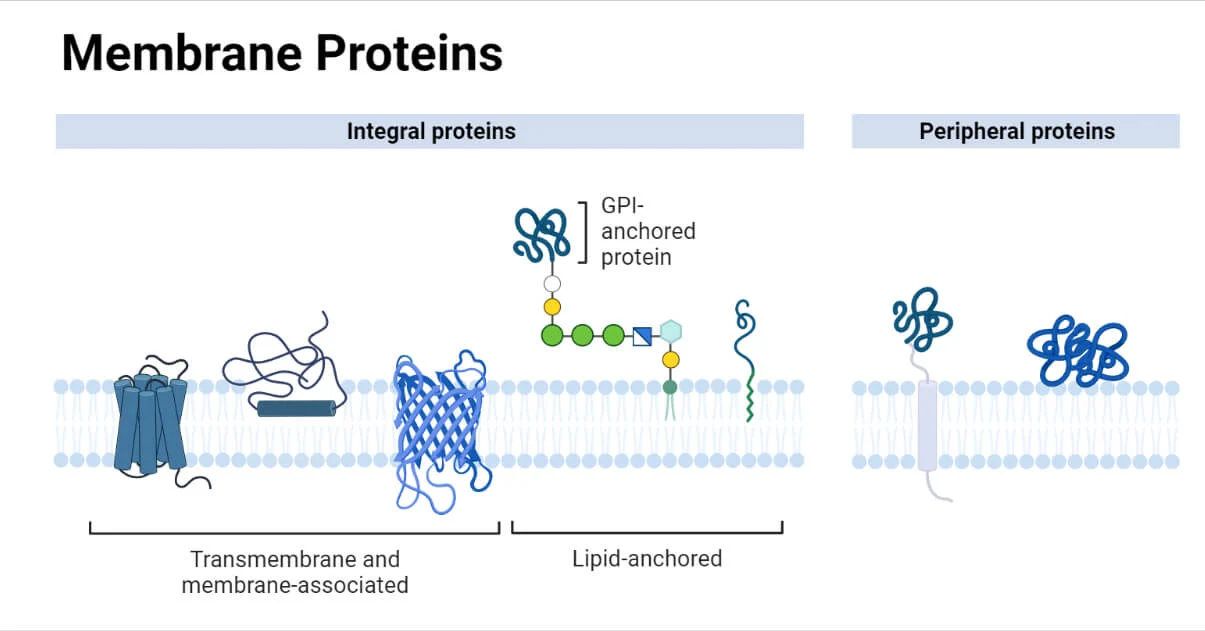 Membrane Proteins
Integral proteins
Peripheral proteins
GPI-
anchored
protein
Transmembrane and
membrane-associated
Lipid-anchored